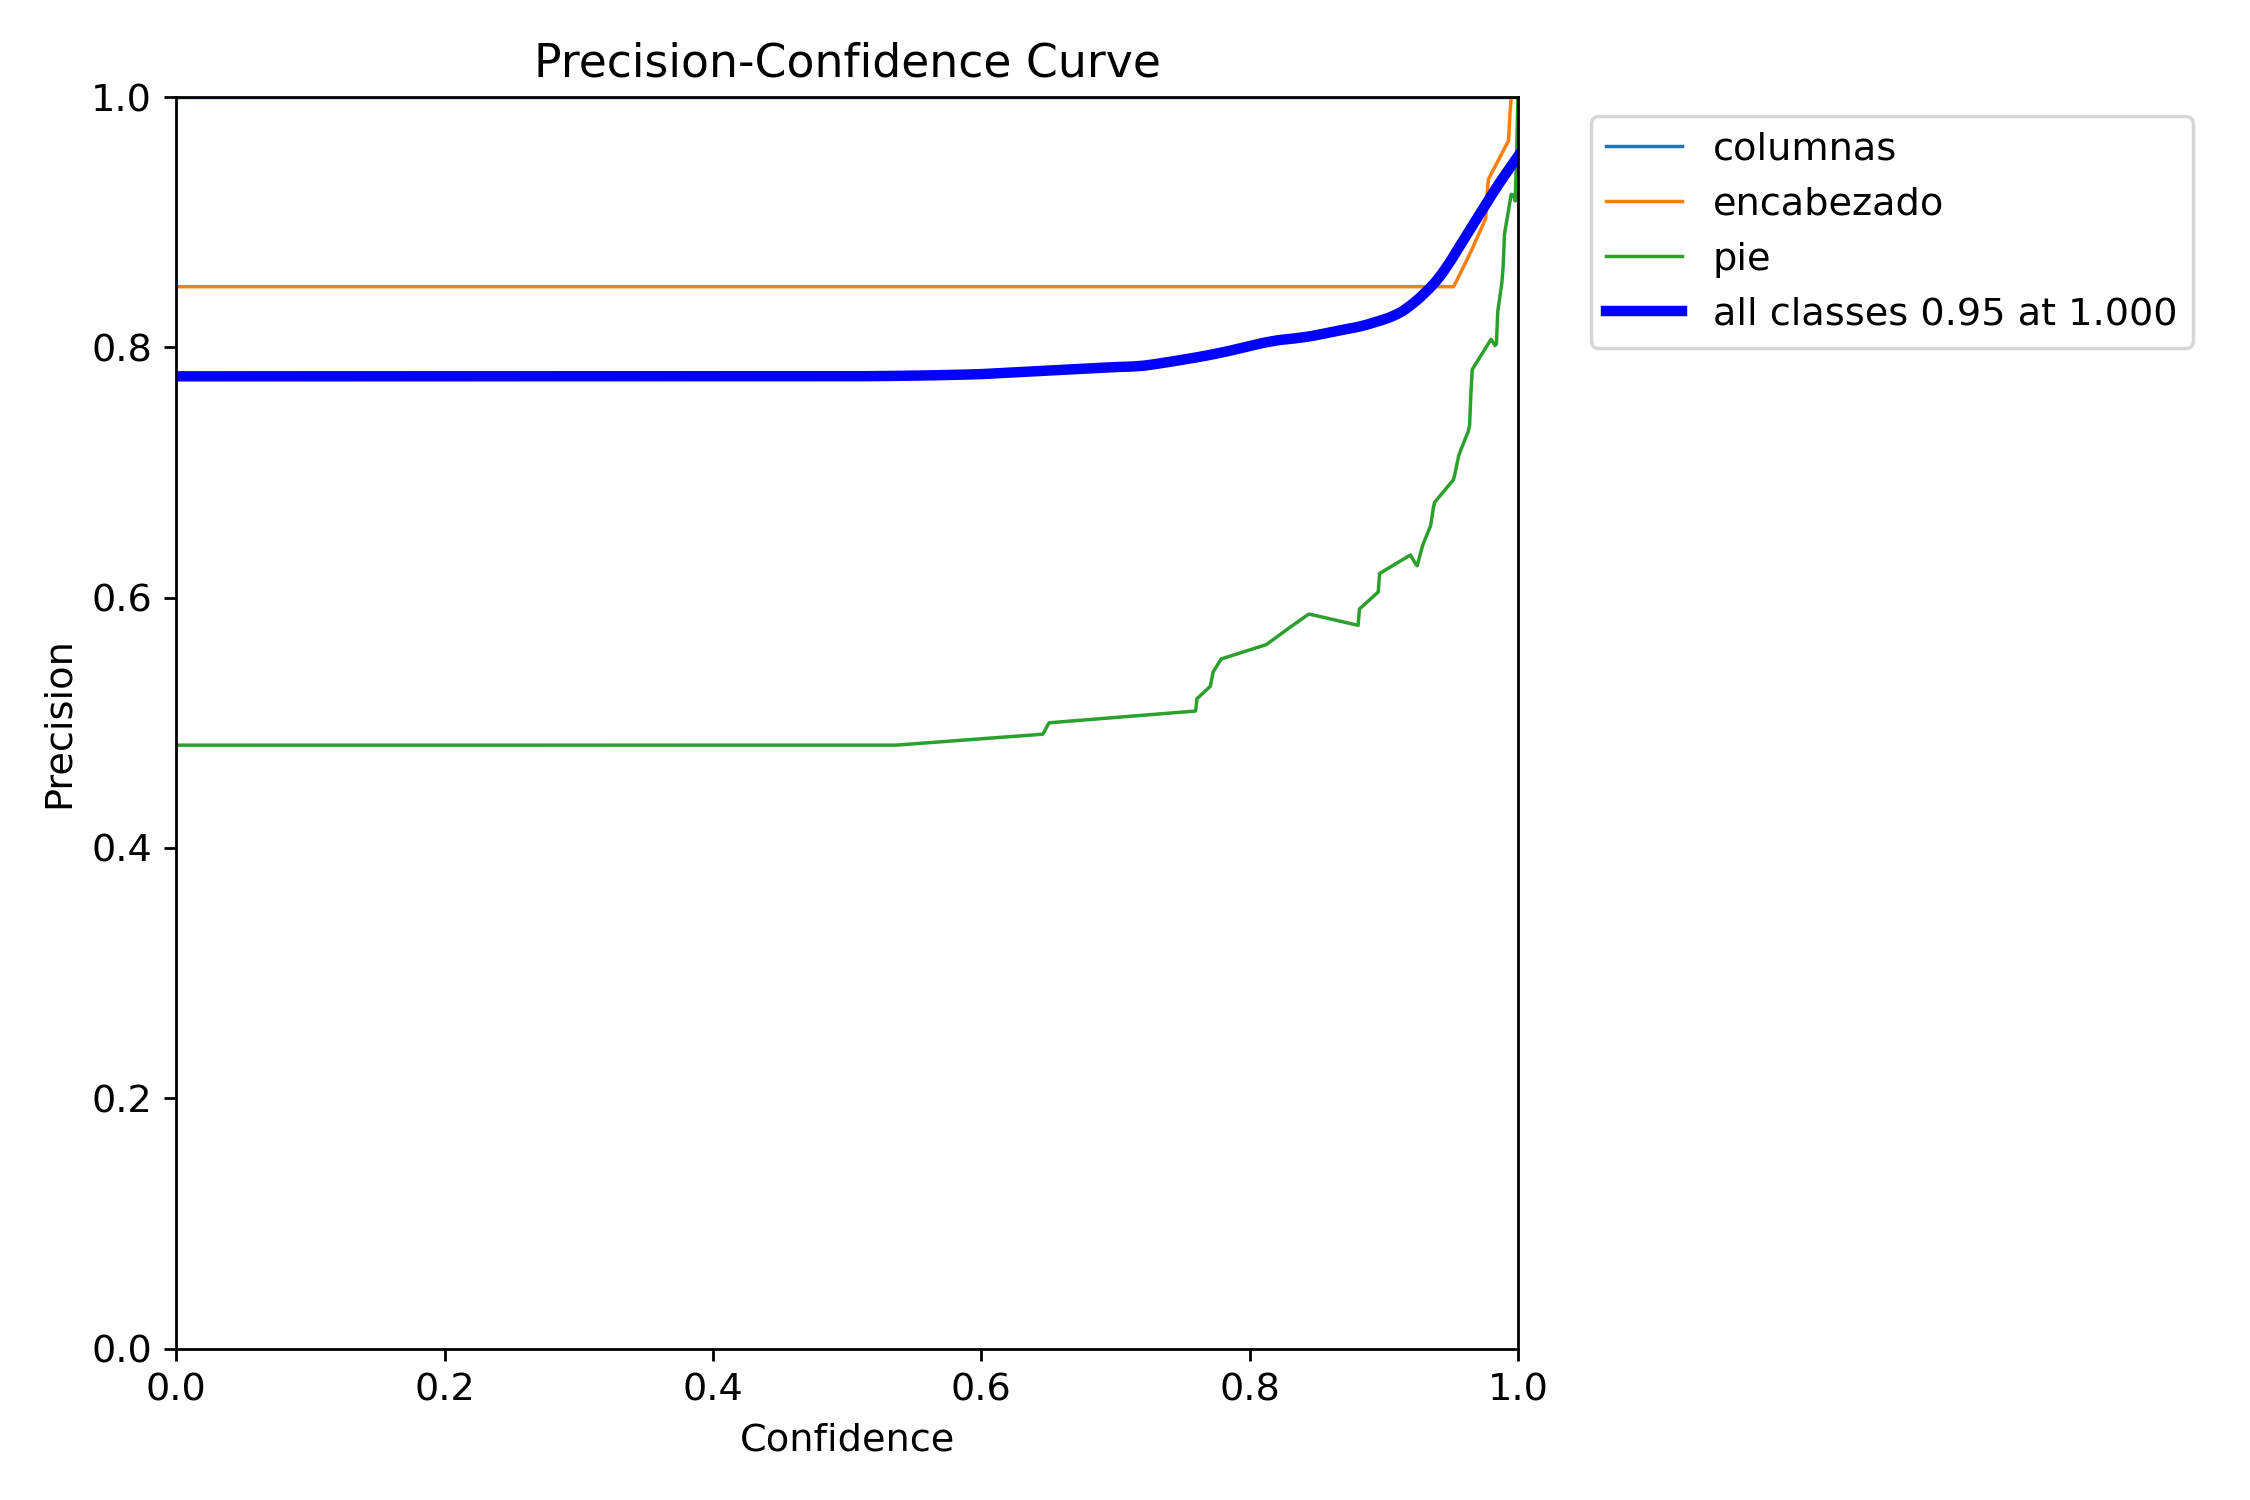 Precision-Confidence Curve
1.0
0.8
0.6
0.4
0.2
0.0
Precision
0.0 0.2 0.4 0.6 0.8 1.0
Confidence
columnas
encabezado
pie
all classes 0.95 at 1.000